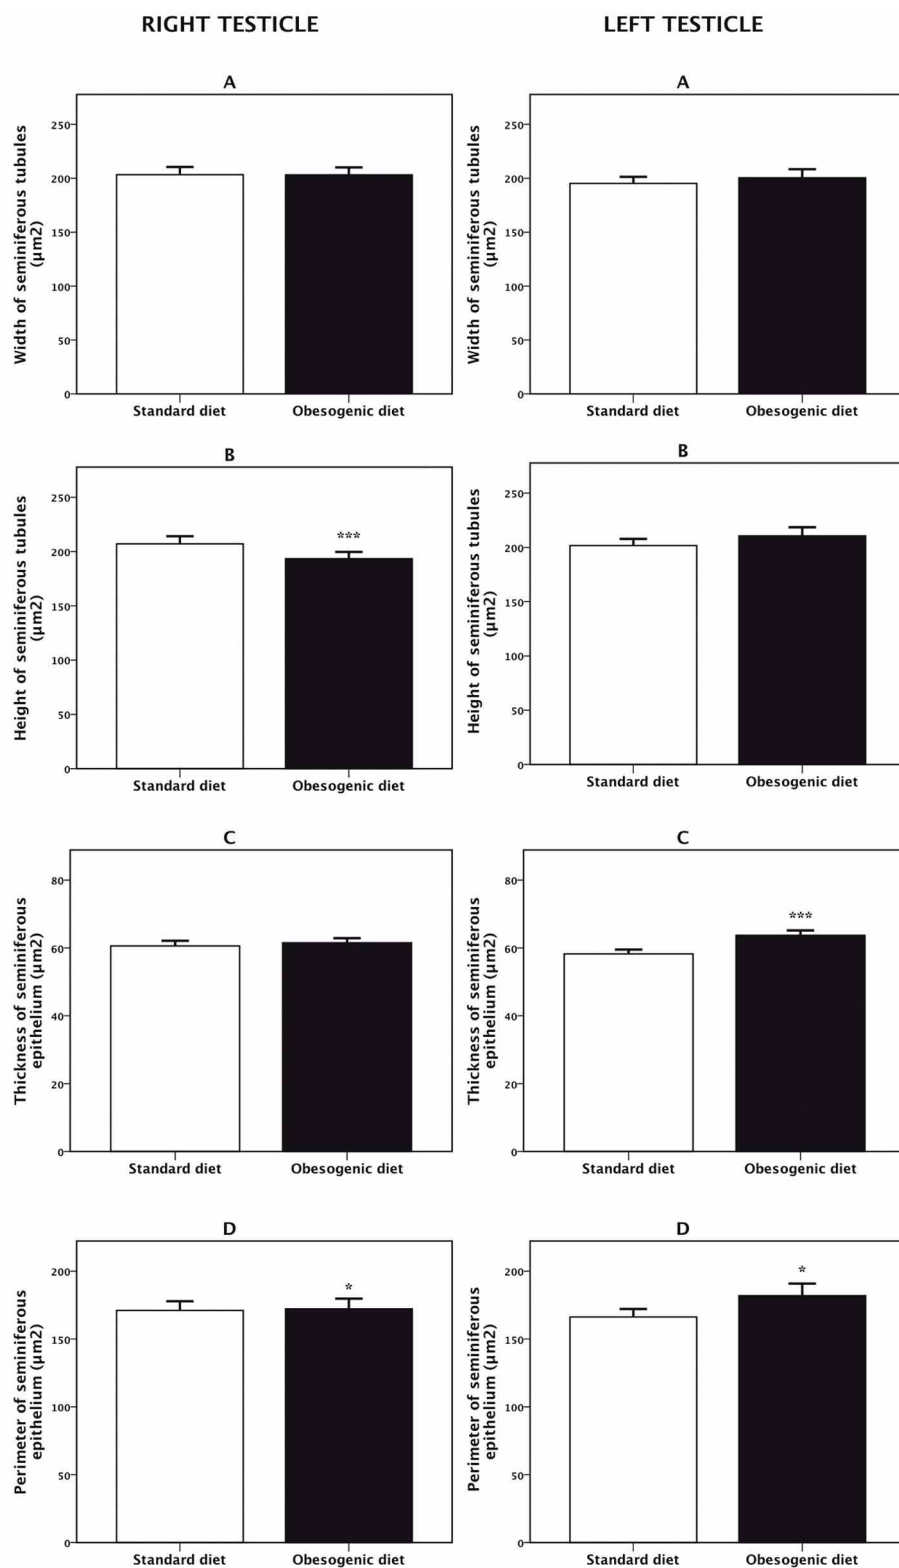 RIGHT TESTICLE
LEFT TESTICLE
A
Width of seminiferous tubules
(µm2)
250
200
150
100
50
0
Standard diet
Obesogenic diet
A
Width of seminiferous tubules
(µm2)
250
200
150
100
50
0
Standard diet
Obesogenic diet
B
Height of seminiferous tubules
(µm2)
250
200
150
100
50
0
***
Standard diet
Obesogenic diet
B
Height of seminiferous tubules
(µm2)
250
200
150
100
50
0
Standard diet
Obesogenic diet
C
Thickness of seminiferous
epithelium (µm2)
80
60
40
20
0
Standard diet
Obesogenic diet
C
Thickness of seminiferous
epithelium (µm2)
80
60
40
20
0
***
Standard diet
Obesogenic diet
D
Perimeter of seminiferous
epithelium (µm2)
200
150
100
50
0
*
Standard diet
Obesogenic diet
D
Perimeter of seminiferous
epithelium (µm2)
200
150
100
50
0
*
Standard diet
Obesogenic diet